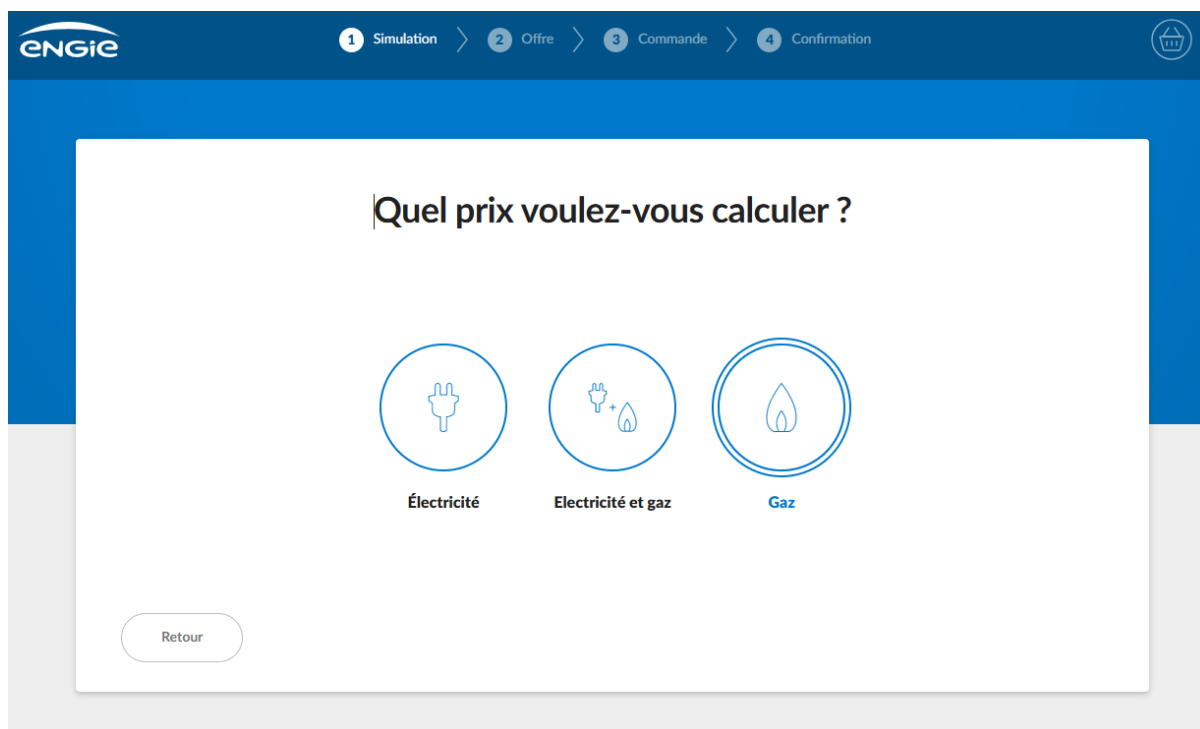 ENGIE
1 Simulation 2 Offre 3 Commande 4 Confirmation
Quel prix voulez-vous calculer ?
Électricité Electricité et gaz Gaz
Retour